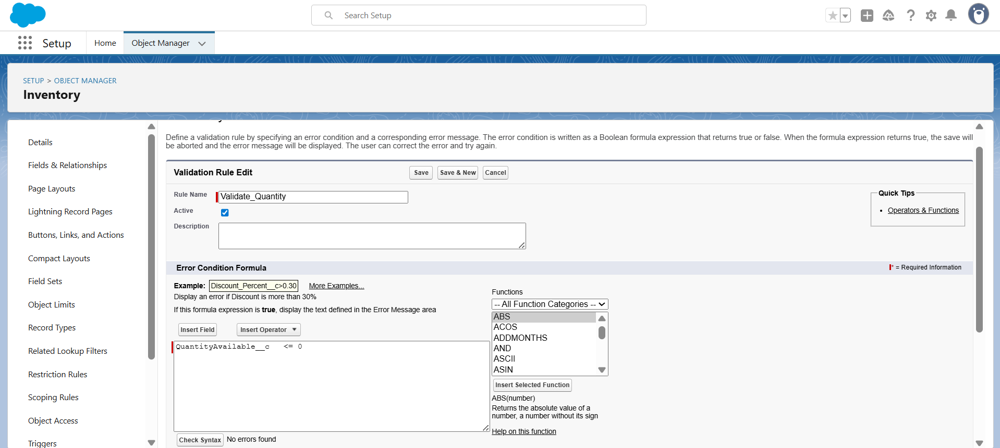 Search Setup
Setup
Home
Object Manager
SETUP > OBJECT MANAGER
Inventory
Details
Fields & Relationships
Page Layouts
Lightning Record Pages
Buttons, Links, and Actions
Compact Layouts
Field Sets
Object Limits
Record Types
Related Lookup Filters
Restriction Rules
Scoping Rules
Object Access
Triggers
Define a validation rule by specifying an error condition and a corresponding error message. The error condition is written as a Boolean formula expression that returns true or false. When the formula expression returns true, the save will
be aborted and the error message will be displayed. The user can correct the error and try again.
Validation Rule Edit
Save
Save & New
Cancel
Rule Name
Validate_Quantity
Active
Description
Quick Tips
• Operators & Functions
Error Condition Formula
* = Required Information
Example: Discount_Percent__c>0.30 More Examples...
Display an error if Discount is more than 30%
If this formula expression is true, display the text defined in the Error Message area
Insert Field
Insert Operator
QuantityAvailable__c <= 0
Check Syntax
No errors found
Functions
-- All Function Categories --
ABS
ACOS
ADDMONTHS
AND
ASCII
ASIN
Insert Selected Function
ABS(number)
Returns the absolute value of a
number, a number without its sign
Help on this function